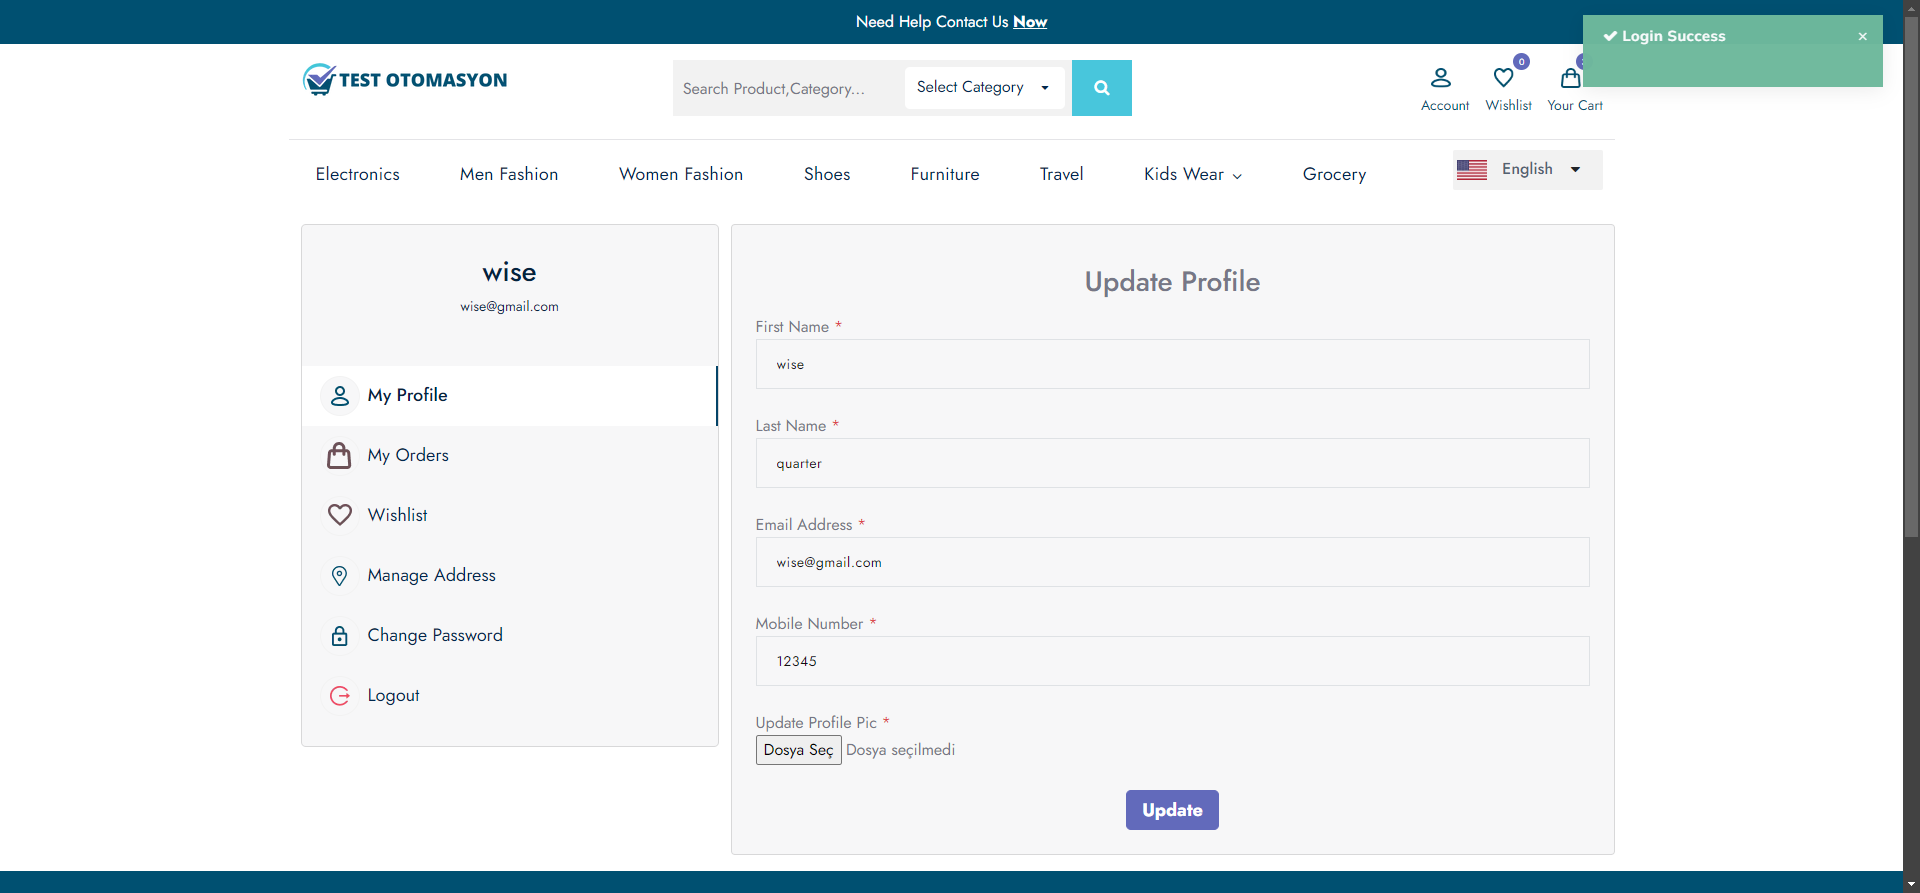 Need Help Contact Us Now
✔ Login Success ×
TEST OTOMASYON
Search Product,Category...
Select Category
0
Account
Wishlist
Your Cart
Electronics
Men Fashion
Women Fashion
Shoes
Furniture
Travel
Kids Wear
Grocery
English
wise
wise@gmail.com
My Profile
My Orders
Wishlist
Manage Address
Change Password
Logout
Update Profile
First Name *
wise
Last Name *
quarter
Email Address *
wise@gmail.com
Mobile Number *
12345
Update Profile Pic *
Dosya Seç Dosya seçilmedi
Update